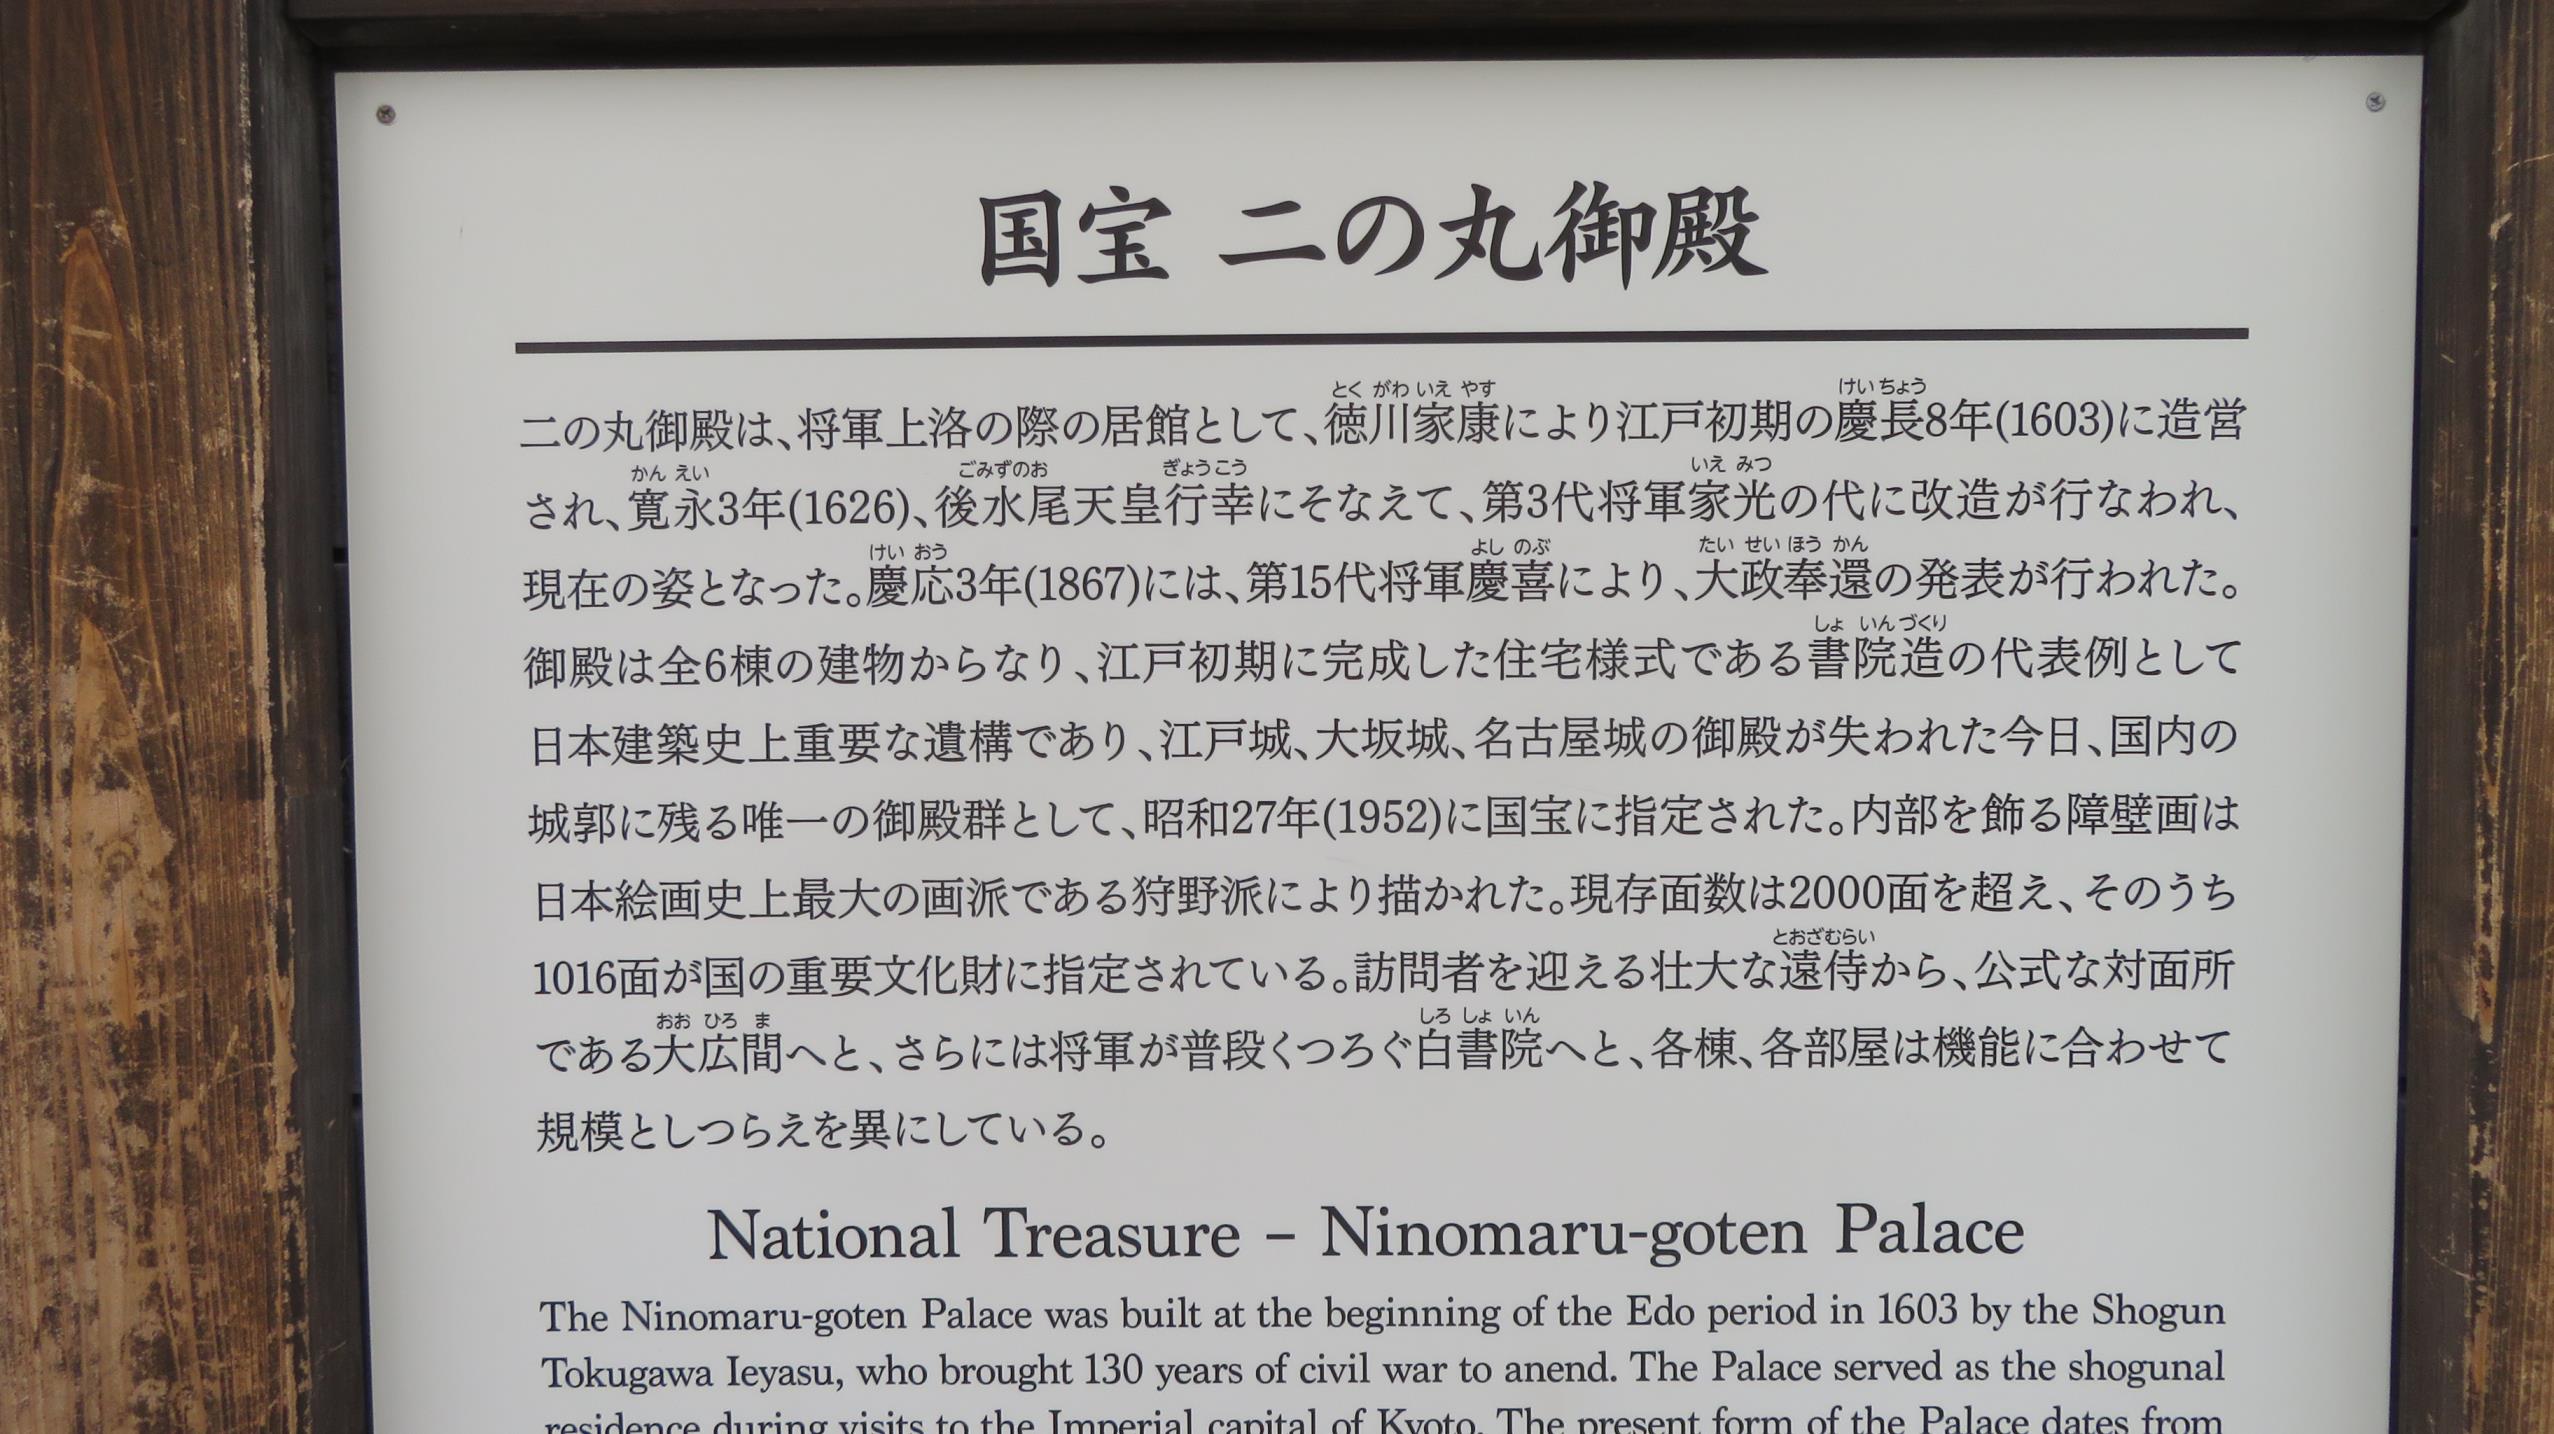 国宝 二の丸御殿
とく がわ いえ やす けい ちょう
二の丸御殿は、将軍上洛の際の居館として、徳川家康により江戸初期の慶長8年(1603)に造営
かん えい ごみずのお ぎょうこう いえ みつ
され、寛永3年(1626)、後水尾天皇行幸にそなえて、第3代将軍家光の代に改造が行なわれ、
けい おう よし のぶ たい せい ほう かん
現在の姿となった。慶応3年(1867)には、第15代将軍慶喜により、大政奉還の発表が行われた。
しょ いん づくり
御殿は全6棟の建物からなり、江戸初期に完成した住宅様式である書院造の代表例として
日本建築史上重要な遺構であり、江戸城、大坂城、名古屋城の御殿が失われた今日、国内の
城郭に残る唯一の御殿群として、昭和27年(1952)に国宝に指定された。内部を飾る障壁画は
日本絵画史上最大の画派である狩野派により描かれた。現存面数は2000面を超え、そのうち
とおざむらい
1016面が国の重要文化財に指定されている。訪問者を迎える壮大な遠侍から、公式な対面所
おお ひろ ま しろ しょ いん
である大広間へと、さらには将軍が普段くつろぐ白書院へと、各棟、各部屋は機能に合わせて
規模としつらえを異にしている。
National Treasure – Ninomaru-goten Palace
The Ninomaru-goten Palace was built at the beginning of the Edo period in 1603 by the Shogun
Tokugawa Ieyasu, who brought 130 years of civil war to anend. The Palace served as the shogunal
residence during visits to the Imperial capital of Kyoto. The present form of the Palace dates from